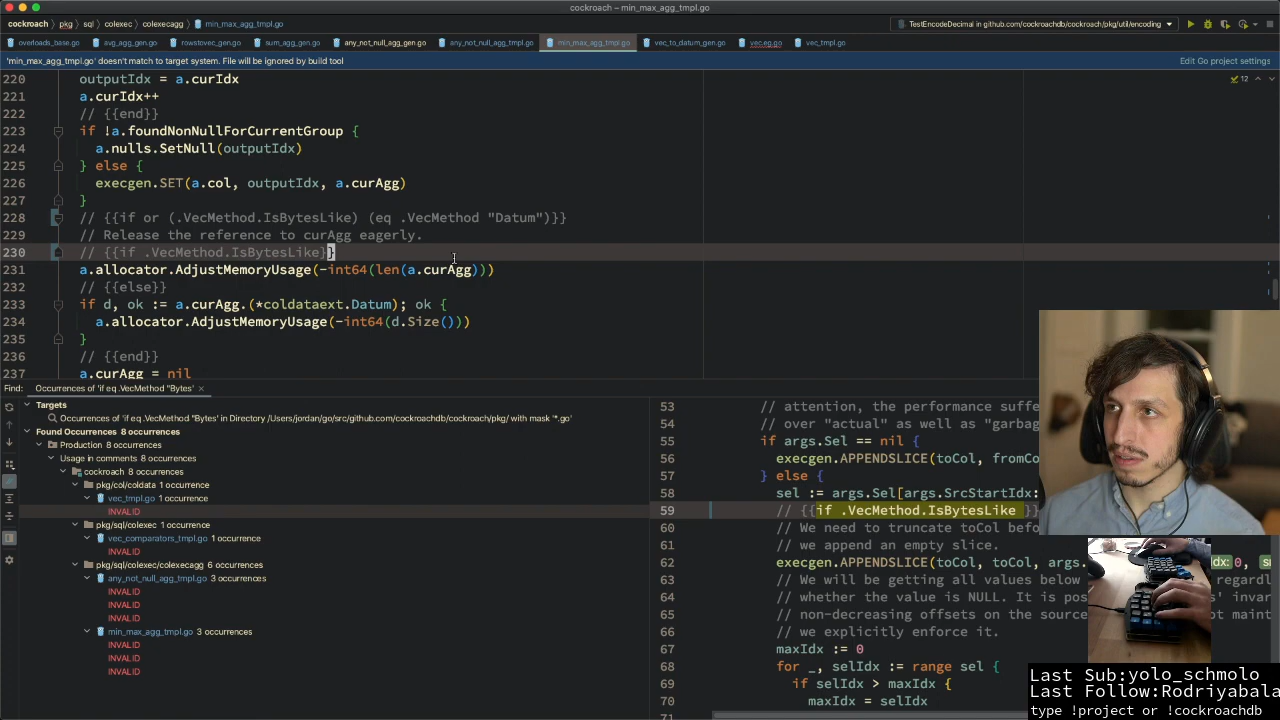 cockroach – min_max_agg_tmpl.go
cockroach › pkg › sql › colexec › colexecagg › min_max_agg_tmpl.go
TestEncodeDecimal in github.com/cockroachdb/cockroach/pkg/util/encoding
overloads_base.go avg_agg_gen.go rowstovec_gen.go sum_agg_gen.go any_not_null_agg_gen.go any_not_null_agg_tmpl.go min_max_agg_tmpl.go vec_to_datum_gen.go vec.eg.go vec_tmpl.go
'min_max_agg_tmpl.go' doesn't match to target system. File will be ignored by build tool Edit Go project settings
220 outputIdx = a.curIdx
12
221 a.curIdx++
222 // {{end}}
223 if !a.foundNonNullForCurrentGroup {
224 a.nulls.SetNull(outputIdx)
225 } else {
226 execgen.SET(a.col, outputIdx, a.curAgg)
227 }
228 // {{if or (.VecMethod.IsBytesLike) (eq .VecMethod "Datum")}}
229 // Release the reference to curAgg eagerly.
230 // {{if .VecMethod.IsBytesLike}}
231 a.allocator.AdjustMemoryUsage(-int64(len(a.curAgg)))
232 // {{else}}
233 if d, ok := a.curAgg.(*coldataext.Datum); ok {
234 a.allocator.AdjustMemoryUsage(-int64(d.Size()))
235 }
236 // {{end}}
237 a.curAgg = nil
Find: Occurrences of 'if eq .VecMethod "Bytes' ×
Targets
Occurrences of 'if eq .VecMethod "Bytes' in Directory /Users/jordan/go/src/github.com/cockroachdb/cockroach/pkg/ with mask '*.go'
Found Occurrences 8 occurrences
Production 8 occurrences
Usage in comments 8 occurrences
cockroach 8 occurrences
pkg/col/coldata 1 occurrence
vec_tmpl.go 1 occurrence
INVALID
pkg/sql/colexec 1 occurrence
vec_comparators_tmpl.go 1 occurrence
INVALID
pkg/sql/colexec/colexecagg 6 occurrences
any_not_null_agg_tmpl.go 3 occurrences
INVALID
INVALID
INVALID
min_max_agg_tmpl.go 3 occurrences
INVALID
INVALID
INVALID
53 // attention, the performance suffe
54 // over "actual" as well as "garbag
55 if args.Sel == nil {
56 execgen.APPENDSLICE(toCol, fromCo
57 } else {
58 sel := args.Sel[args.SrcStartIdx:
59 // {{if .VecMethod.IsBytesLike }}
60 // We need to truncate toCol befo
61 // we append an empty slice.
62 execgen.APPENDSLICE(toCol, toCol, args. Idx: 0,
63 // We will be getting all values below regardl
64 // whether the value is NULL. It is pos s' invar
65 // non-decreasing offsets on the source ot maint
66 // we explicitly enforce it.
67 maxIdx := 0
68 for _, selIdx := range sel {
69 if selIdx > maxIdx {
70 maxIdx = selIdx
71
Last Sub:yolo_schmolo
Last Follow:Rodriyabala
type !project or !cockroachdb